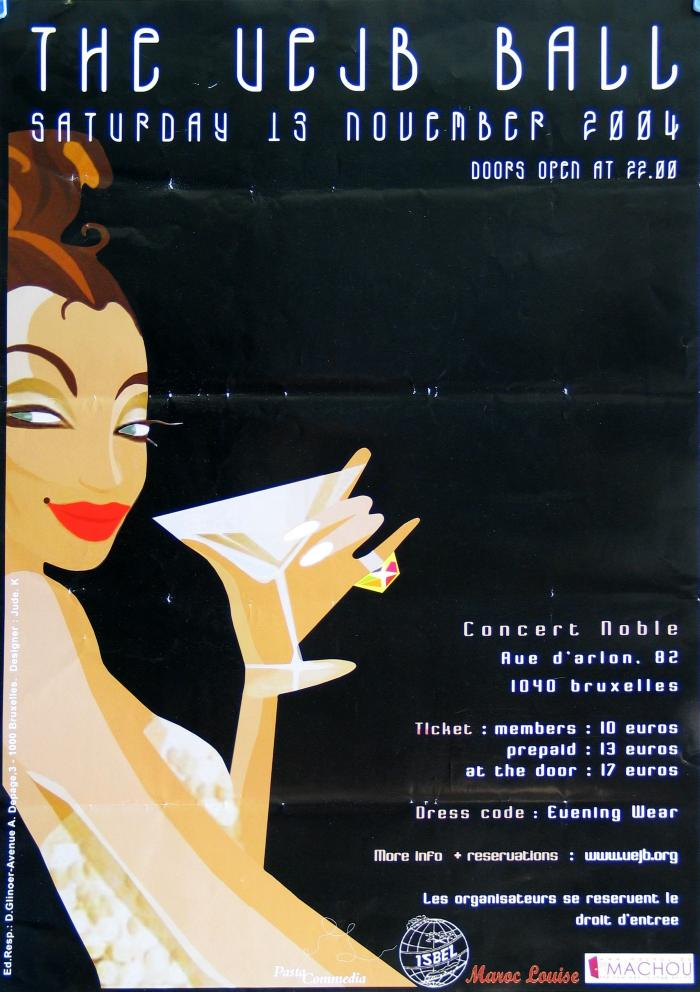 THE UEJB BALL
SATURDAY 13 NOVEMBER 2004
DOORS OPEN AT 22.00
Concert Noble
Rue d'arlon. 82
1040 bruxelles
Ticket : members : 10 euros
prepaid : 13 euros
at the door : 17 euros
Dress code : Evening Wear
More info + reservations : www.uejb.org
Les organisateurs se reservent le
droit d'entree
Ed.Resp.: D.Glinoer-Avenue A. Depage,3 - 1000 Bruxelles. Designer : Jude. K
Pasta Commedia
ISBEL
Maroc Louise
MACHOU